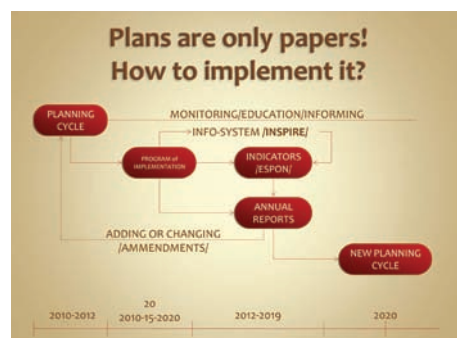 Plans are only papers!
How to implement it?
PLANNING
CYCLE
MONITORING/EDUCATION/INFORMING
INFO-SYSTEM /INSPIRE/
PROGRAM of
IMPLEMENTATION
INDICATORS
/ESPON/
ANNUAL
REPORTS
ADDING OR CHANGING
/AMMENDMENTS/
NEW PLANNING
CYCLE
2010-2012
20
2010-15-2020
2012-2019
2020